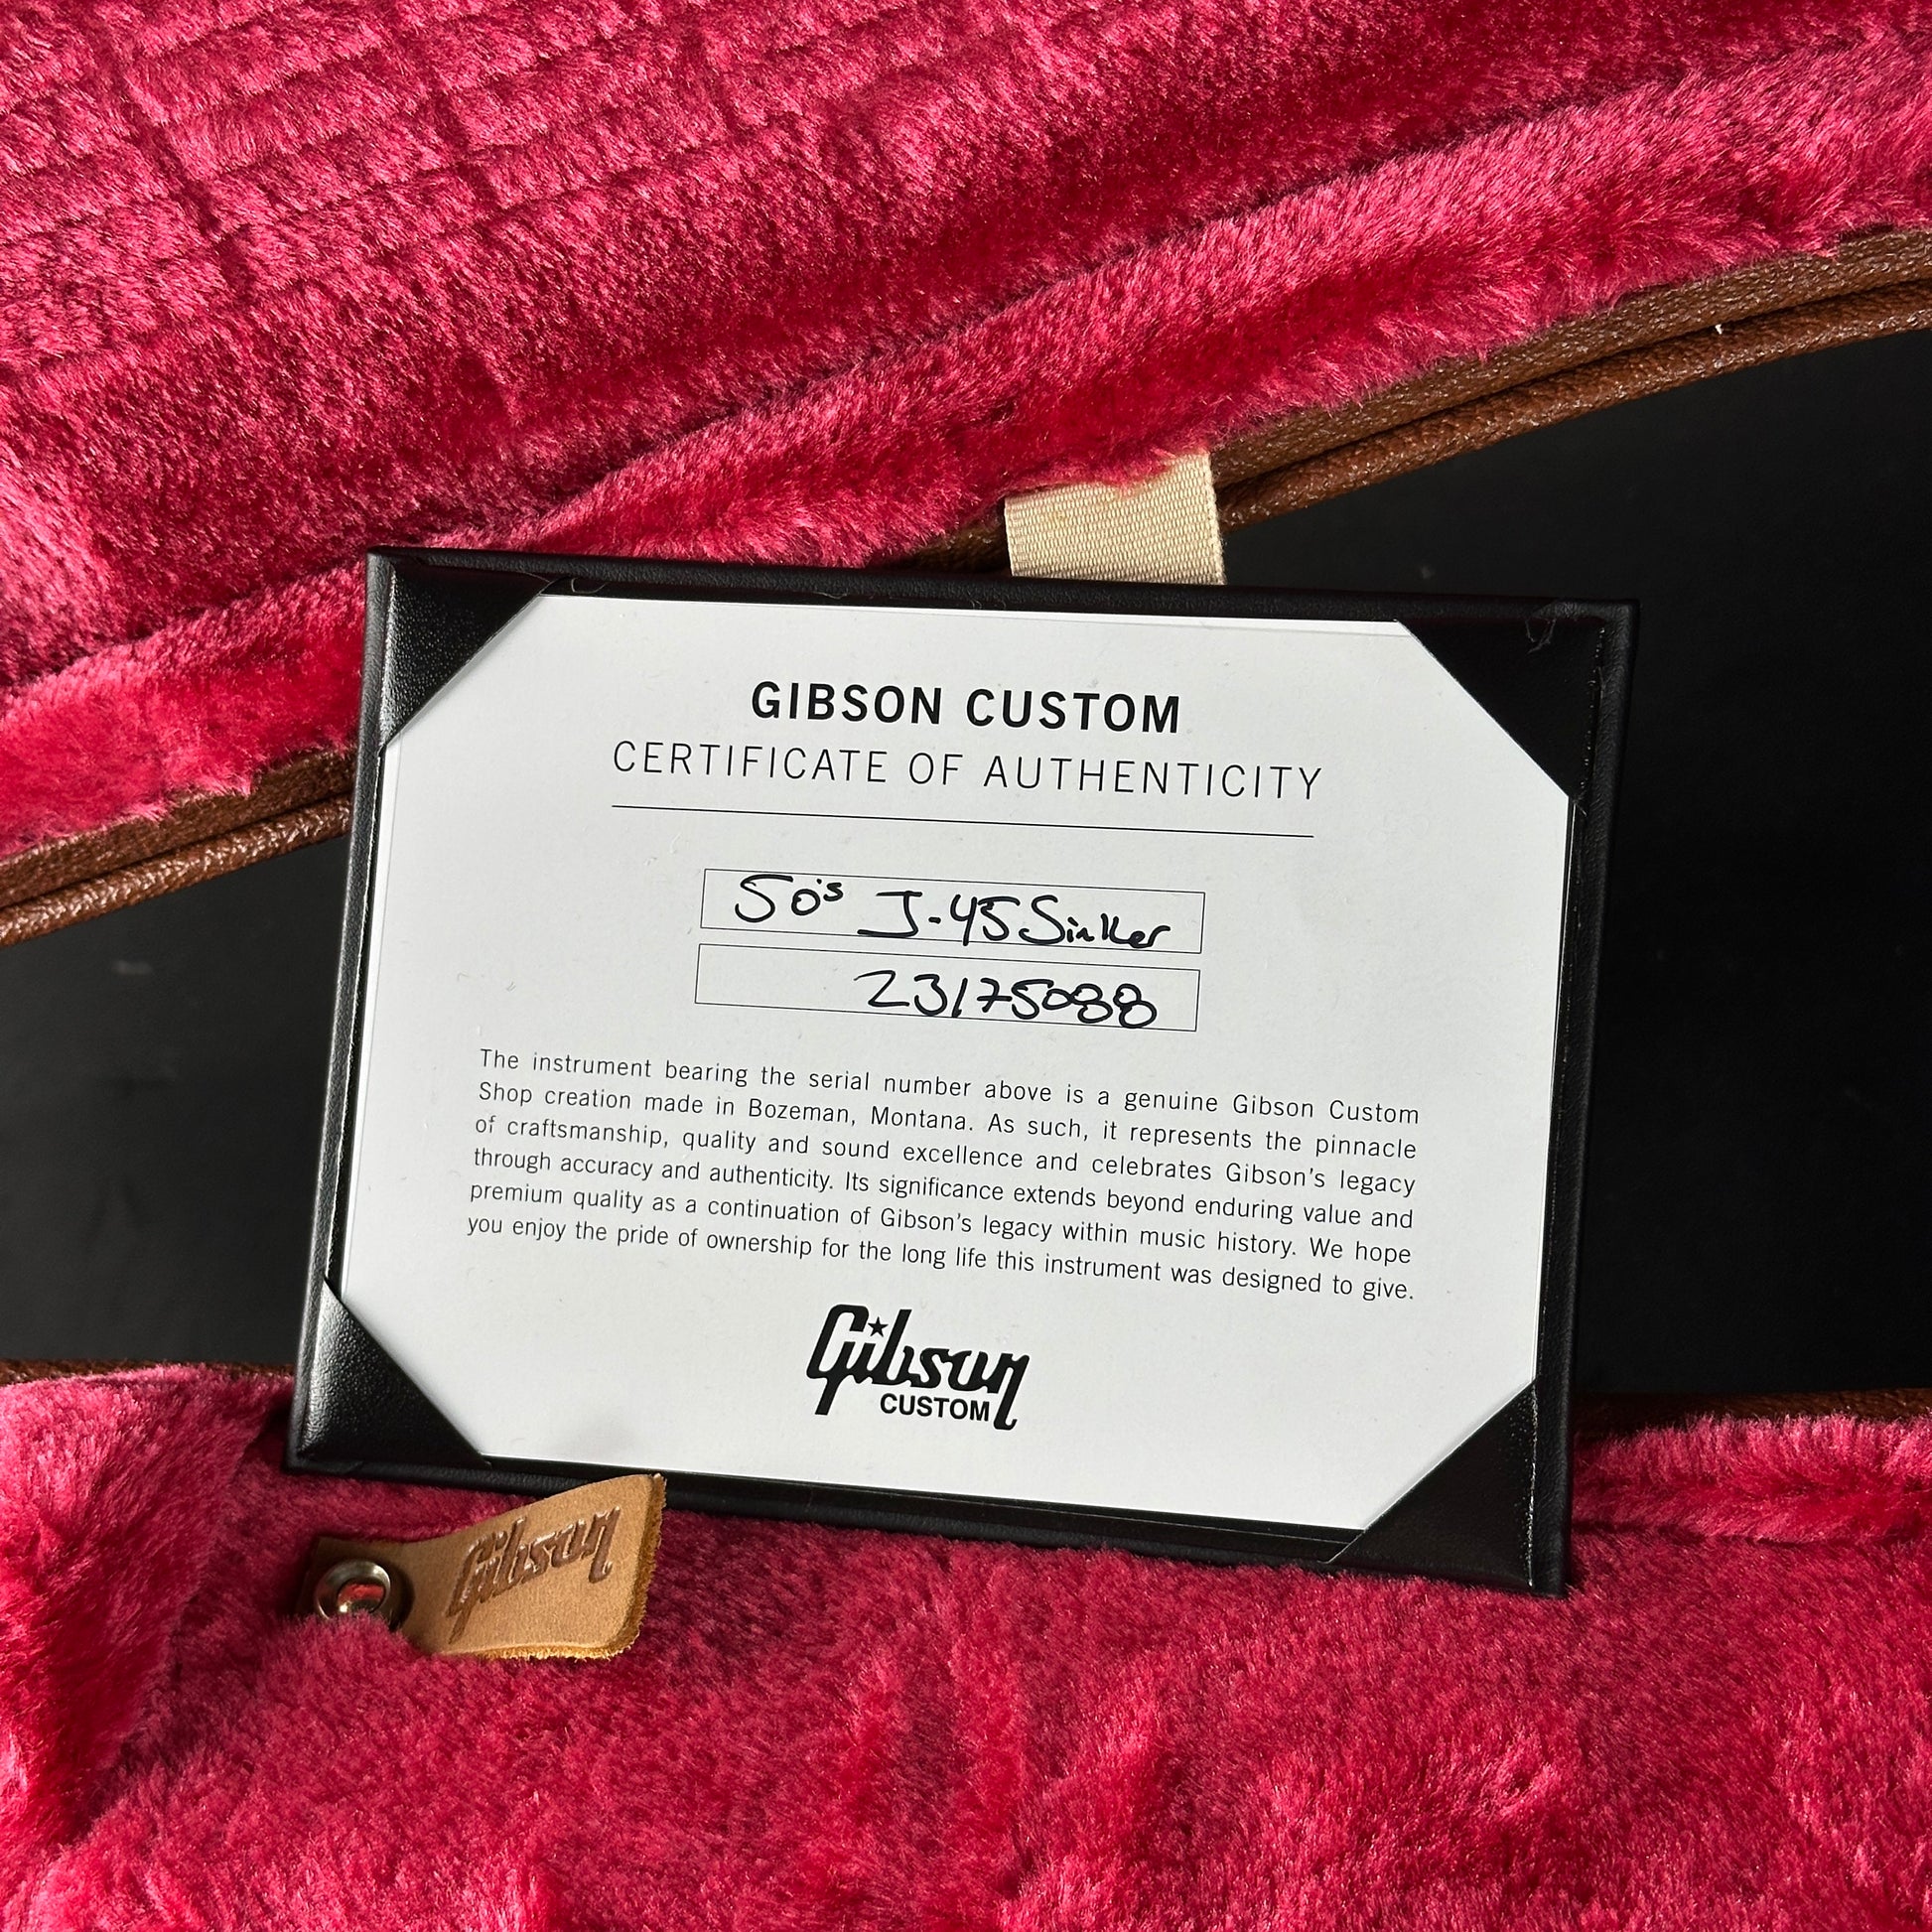 GIBSON CUSTOM
CERTIFICATE OF AUTHENTICITY
50's J-45 Sinker
23175088
The instrument bearing the serial number above is a genuine Gibson Custom
Shop creation made in Bozeman, Montana. As such, it represents the pinnacle
of craftsmanship, quality and sound excellence and celebrates Gibson's legacy
through accuracy and authenticity. Its significance extends beyond enduring value and
premium quality as a continuation of Gibson's legacy within music history. We hope
you enjoy the pride of ownership for the long life this instrument was designed to give.
Gibson
CUSTOM
Gibson